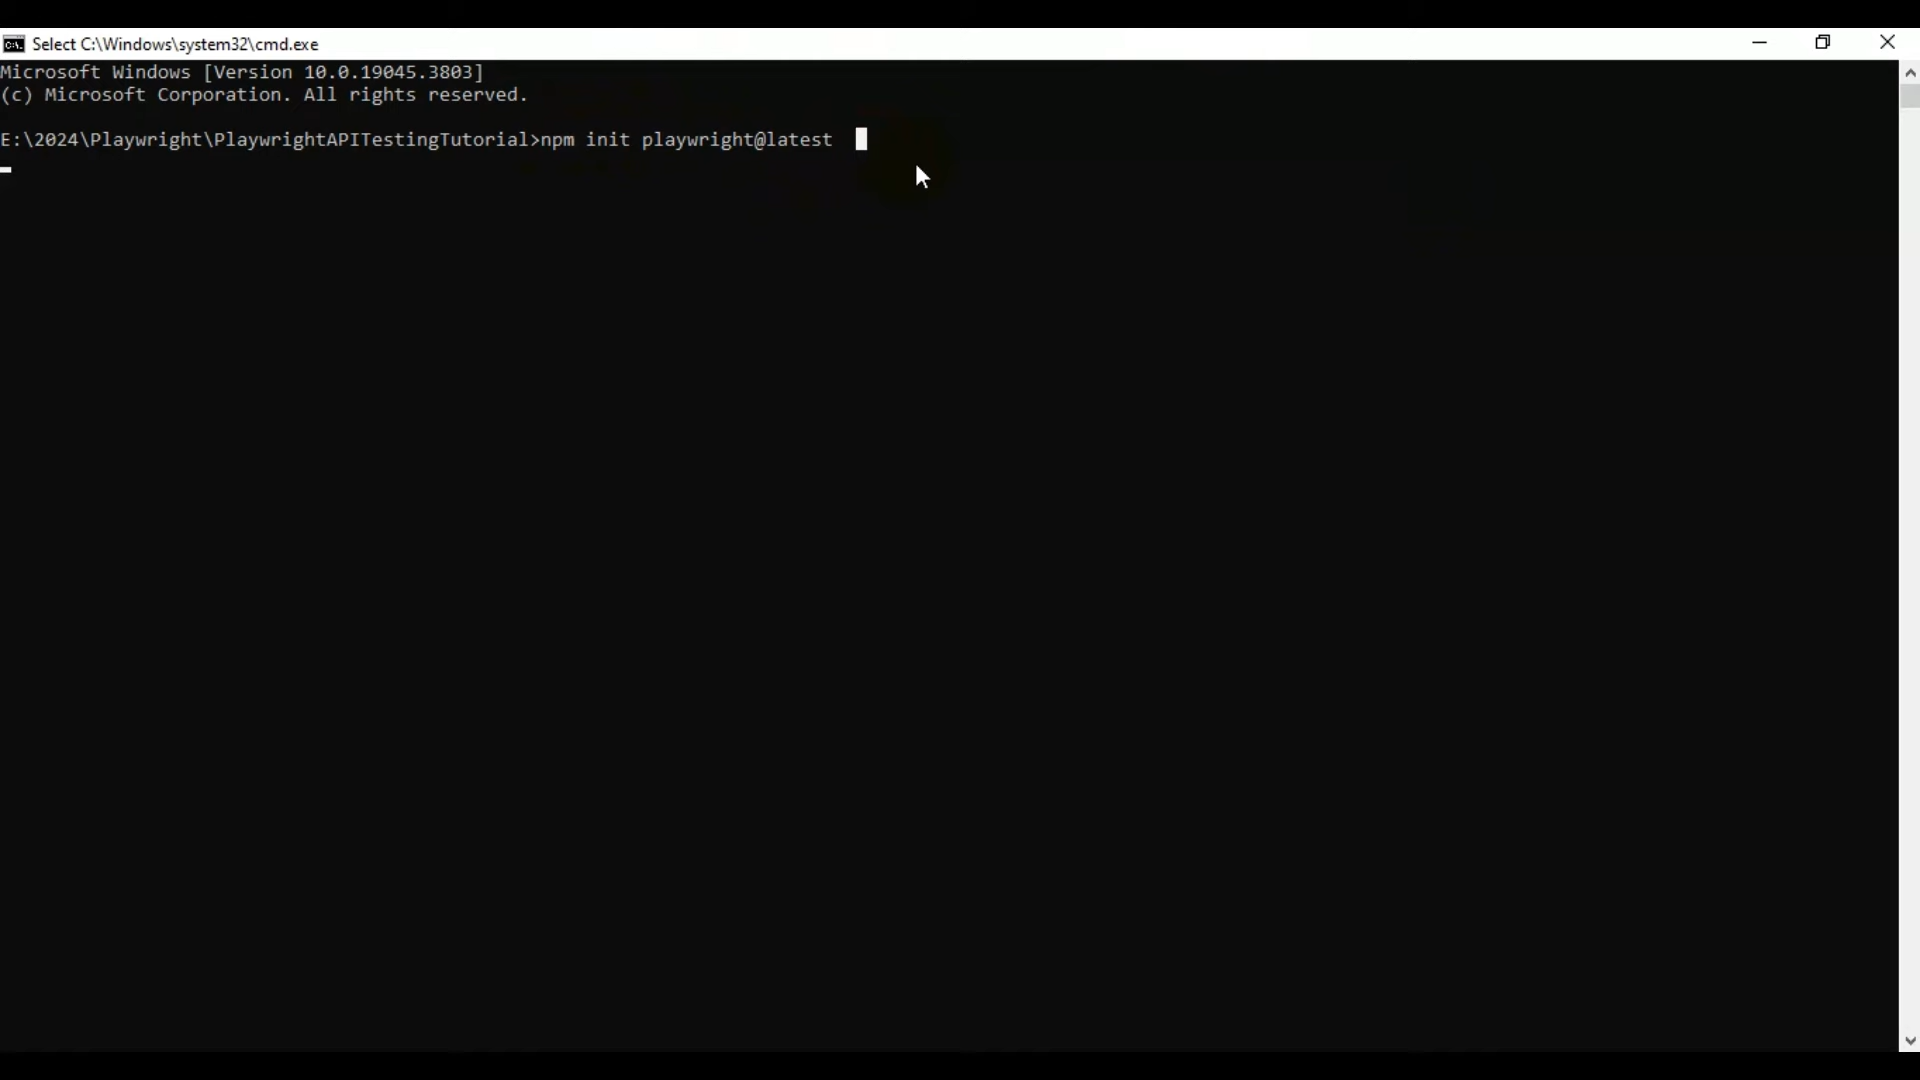 Select C:\Windows\system32\cmd.exe
Microsoft Windows [Version 10.0.19045.3803]
(c) Microsoft Corporation. All rights reserved.
E:\2024\Playwright\PlaywrightAPITestingTutorial>npm init playwright@latest